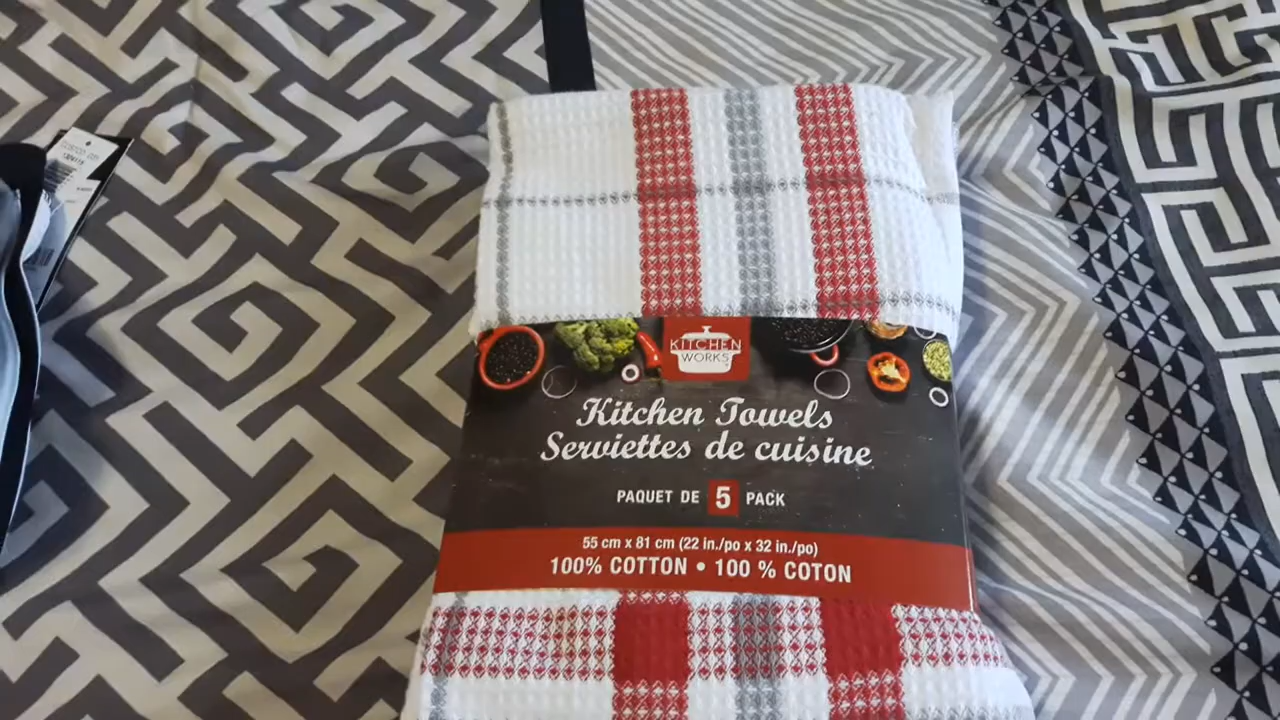 KITCHEN
WORKS
Kitchen Towels
Serviettes de cuisine
PAQUET DE 5 PACK
55 cm x 81 cm (22 in./po x 32 in./po)
100% COTTON • 100 % COTON